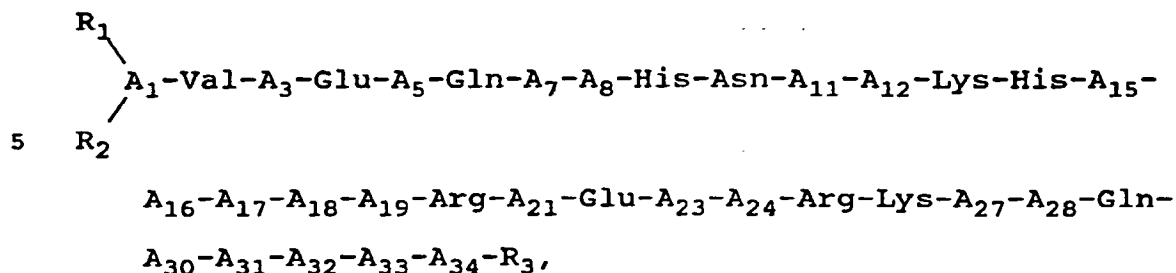 R₁
A₁-Val-A₃-Glu-A₅-Gln-A₇-A₈-His-Asn-A₁₁-A₁₂-Lys-His-A₁₅-
5 R₂
A₁₆-A₁₇-A₁₈-A₁₉-Arg-A₂₁-Glu-A₂₃-A₂₄-Arg-Lys-A₂₇-A₂₈-Gln-
A₃₀-A₃₁-A₃₂-A₃₃-A₃₄-R₃,